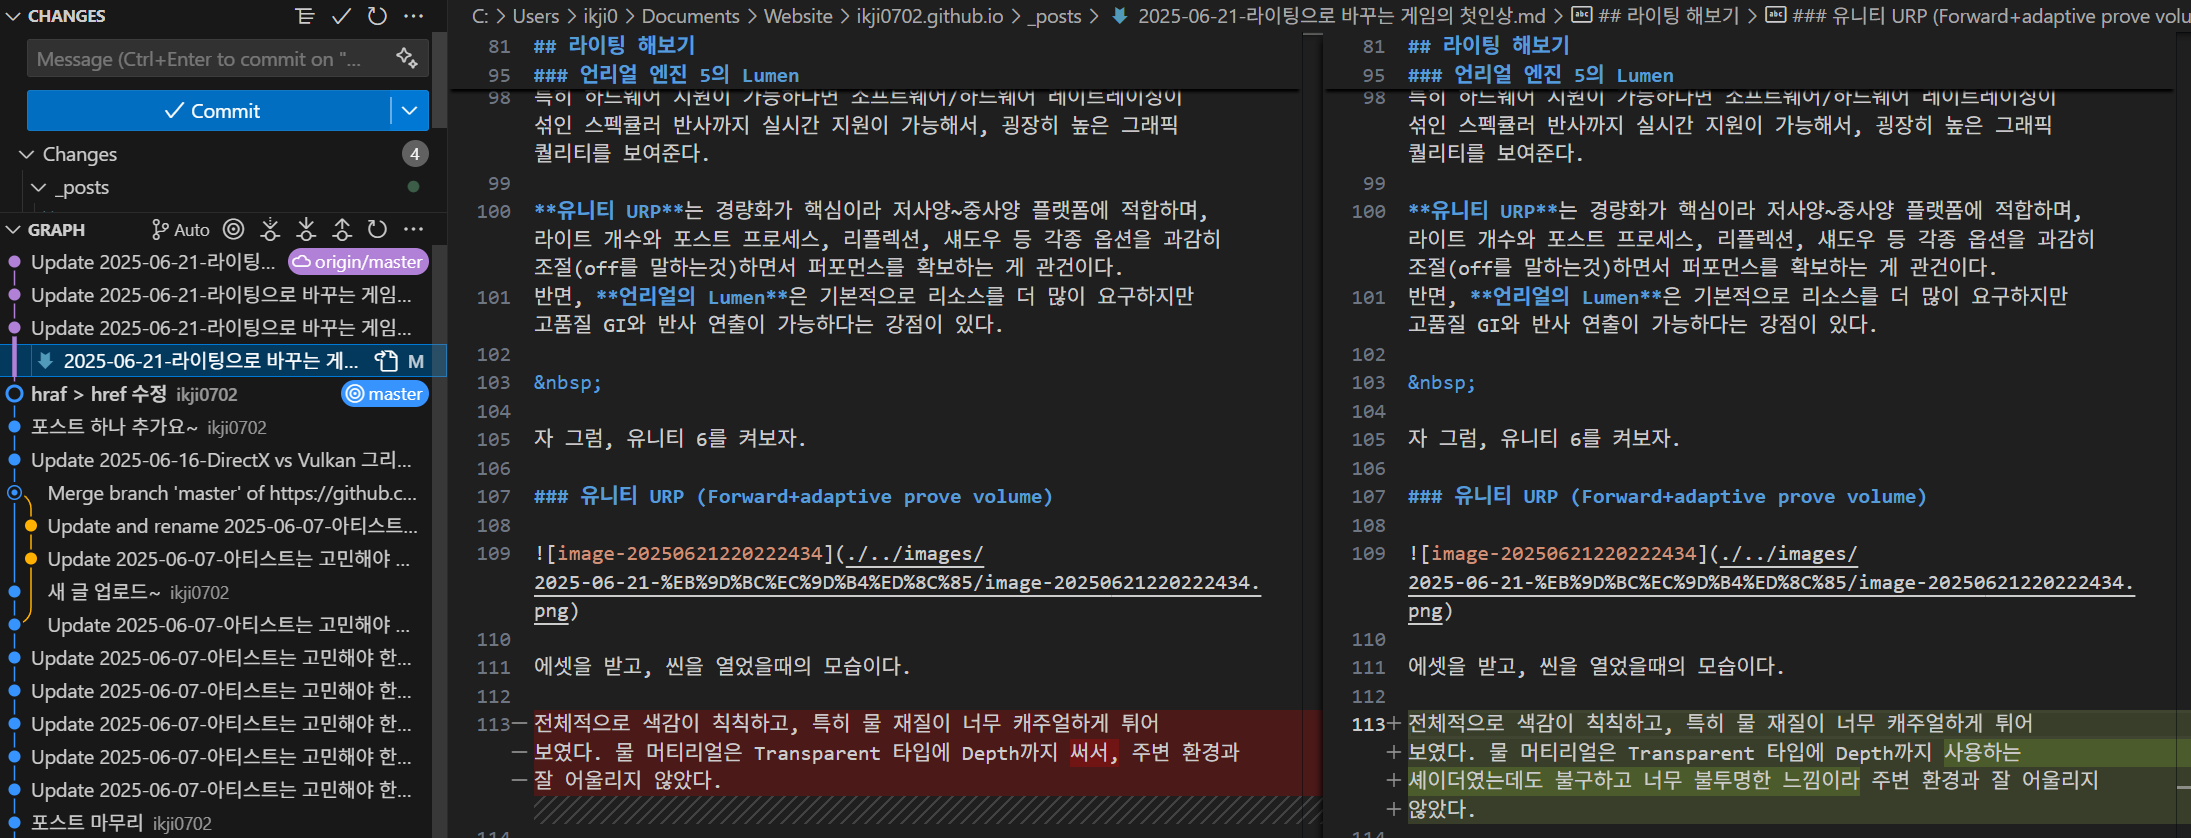 CHANGES
Message (Ctrl+Enter to commit on "...
Commit
Changes
4
_posts
GRAPH
Auto
Update 2025-06-21-라이팅...
origin/master
Update 2025-06-21-라이팅으로 바꾸는 게임...
Update 2025-06-21-라이팅으로 바꾸는 게임...
2025-06-21-라이팅으로 바꾸는 게... M
hraf > href 수정 ikji0702
master
포스트 하나 추가요~ ikji0702
Update 2025-06-16-DirectX vs Vulkan 그리...
Merge branch 'master' of https://github.c...
Update and rename 2025-06-07-아티스트...
Update 2025-06-07-아티스트는 고민해야 ...
새 글 업로드~ ikji0702
Update 2025-06-07-아티스트는 고민해야 ...
Update 2025-06-07-아티스트는 고민해야 한...
Update 2025-06-07-아티스트는 고민해야 한...
Update 2025-06-07-아티스트는 고민해야 한...
Update 2025-06-07-아티스트는 고민해야 한...
Update 2025-06-07-아티스트는 고민해야 한...
포스트 마무리 ikji0702
C: > Users > ikji0 > Documents > Website > ikji0702.github.io > _posts > 2025-06-21-라이팅으로 바꾸는 게임의 첫인상.md > ## 라이팅 해보기 > ### 유니티 URP (Forward+adaptive prove volu
81 ## 라이팅 해보기
95 ### 언리얼 엔진 5의 Lumen
98 특히 하드웨어 지원이 가능하다면 소프트웨어/하드웨어 레이트레이싱이
섞인 스펙큘러 반사까지 실시간 지원이 가능해서, 굉장히 높은 그래픽
퀄리티를 보여준다.
99
100 **유니티 URP**는 경량화가 핵심이라 저사양~중사양 플랫폼에 적합하며,
라이트 개수와 포스트 프로세스, 리플렉션, 섀도우 등 각종 옵션을 과감히
조절(off를 말하는것)하면서 퍼포먼스를 확보하는 게 관건이다.
101 반면, **언리얼의 Lumen**은 기본적으로 리소스를 더 많이 요구하지만
고품질 GI와 반사 연출이 가능하다는 강점이 있다.
102
103 &nbsp;
104
105 자 그럼, 유니티 6를 켜보자.
106
107 ### 유니티 URP (Forward+adaptive prove volume)
108
109 ![image-20250621220222434](./../images/
2025-06-21-%EB%9D%BC%EC%9D%B4%ED%8C%85/image-20250621220222434.
png)
110
111 에셋을 받고, 씬을 열었을때의 모습이다.
112
113— 전체적으로 색감이 칙칙하고, 특히 물 재질이 너무 캐주얼하게 튀어
— 보였다. 물 머티리얼은 Transparent 타입에 Depth까지 써서, 주변 환경과
— 잘 어울리지 않았다.
81 ## 라이팅 해보기
95 ### 언리얼 엔진 5의 Lumen
98 특히 하드웨어 지원이 가능하다면 소프트웨어/하드웨어 레이트레이싱이
섞인 스펙큘러 반사까지 실시간 지원이 가능해서, 굉장히 높은 그래픽
퀄리티를 보여준다.
99
100 **유니티 URP**는 경량화가 핵심이라 저사양~중사양 플랫폼에 적합하며,
라이트 개수와 포스트 프로세스, 리플렉션, 섀도우 등 각종 옵션을 과감히
조절(off를 말하는것)하면서 퍼포먼스를 확보하는 게 관건이다.
101 반면, **언리얼의 Lumen**은 기본적으로 리소스를 더 많이 요구하지만
고품질 GI와 반사 연출이 가능하다는 강점이 있다.
102
103 &nbsp;
104
105 자 그럼, 유니티 6를 켜보자.
106
107 ### 유니티 URP (Forward+adaptive prove volume)
108
109 ![image-20250621220222434](./../images/
2025-06-21-%EB%9D%BC%EC%9D%B4%ED%8C%85/image-20250621220222434.
png)
110
111 에셋을 받고, 씬을 열었을때의 모습이다.
112
113+ 전체적으로 색감이 칙칙하고, 특히 물 재질이 너무 캐주얼하게 튀어
+ 보였다. 물 머티리얼은 Transparent 타입에 Depth까지 사용하는
+ 셰이더였는데도 불구하고 너무 불투명한 느낌이라 주변 환경과 잘 어울리지
+ 않았다.